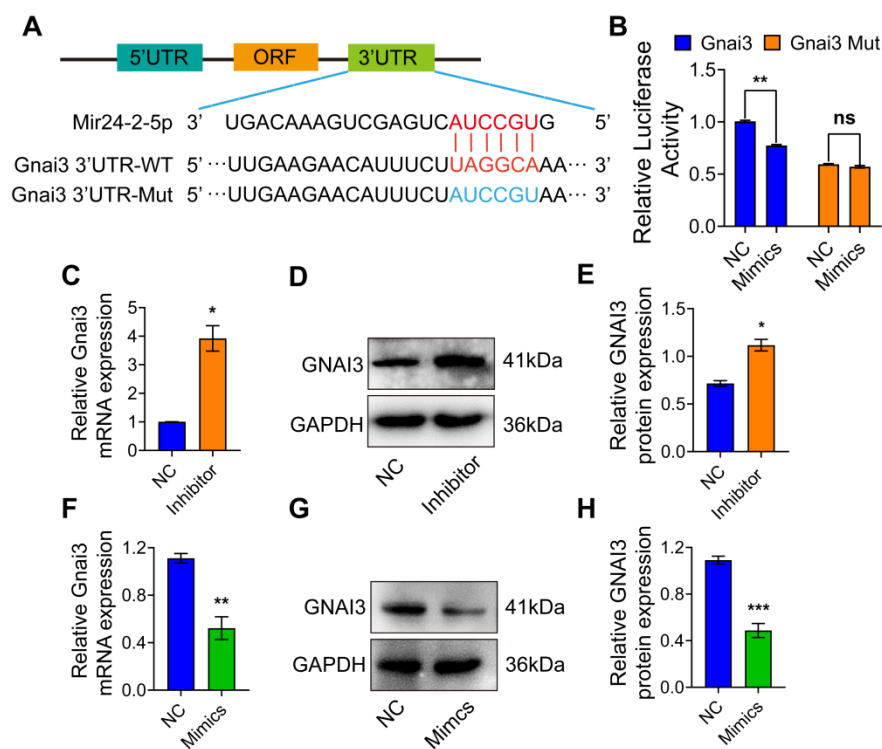 A
5'UTR ORF 3'UTR
Mir24-2-5p 3’ UGACAAAGUCGAGUCAUCCGUG 5’
Gnai3 3'UTR-WT 5’ ···UUGAAGAACAUUUCUUAGGCAAA··· 3’
Gnai3 3'UTR-Mut 5’ ···UUGAAGAACAUUUCUAUCCGUAA··· 3’
B
Gnai3 Gnai3 Mut
Relative Luciferase
Activity
1.5
1.0
0.5
0.0
**
ns
NC
Mimics
NC
Mimics
C
Relative Gnai3
mRNA expression
5
4
3
2
1
0
*
NC
Inhibitor
D
GNAI3 41kDa
GAPDH 36kDa
NC
Inhibitor
E
Relative GNAI3
protein expression
1.5
1.0
0.5
0.0
*
NC
Inhibitor
F
Relative Gnai3
mRNA expression
1.2
0.8
0.4
0.0
**
NC
Mimics
G
GNAI3 41kDa
GAPDH 36kDa
NC
Mimcs
H
Relative GNAI3
protein expression
1.2
0.8
0.4
0.0
***
NC
Mimics